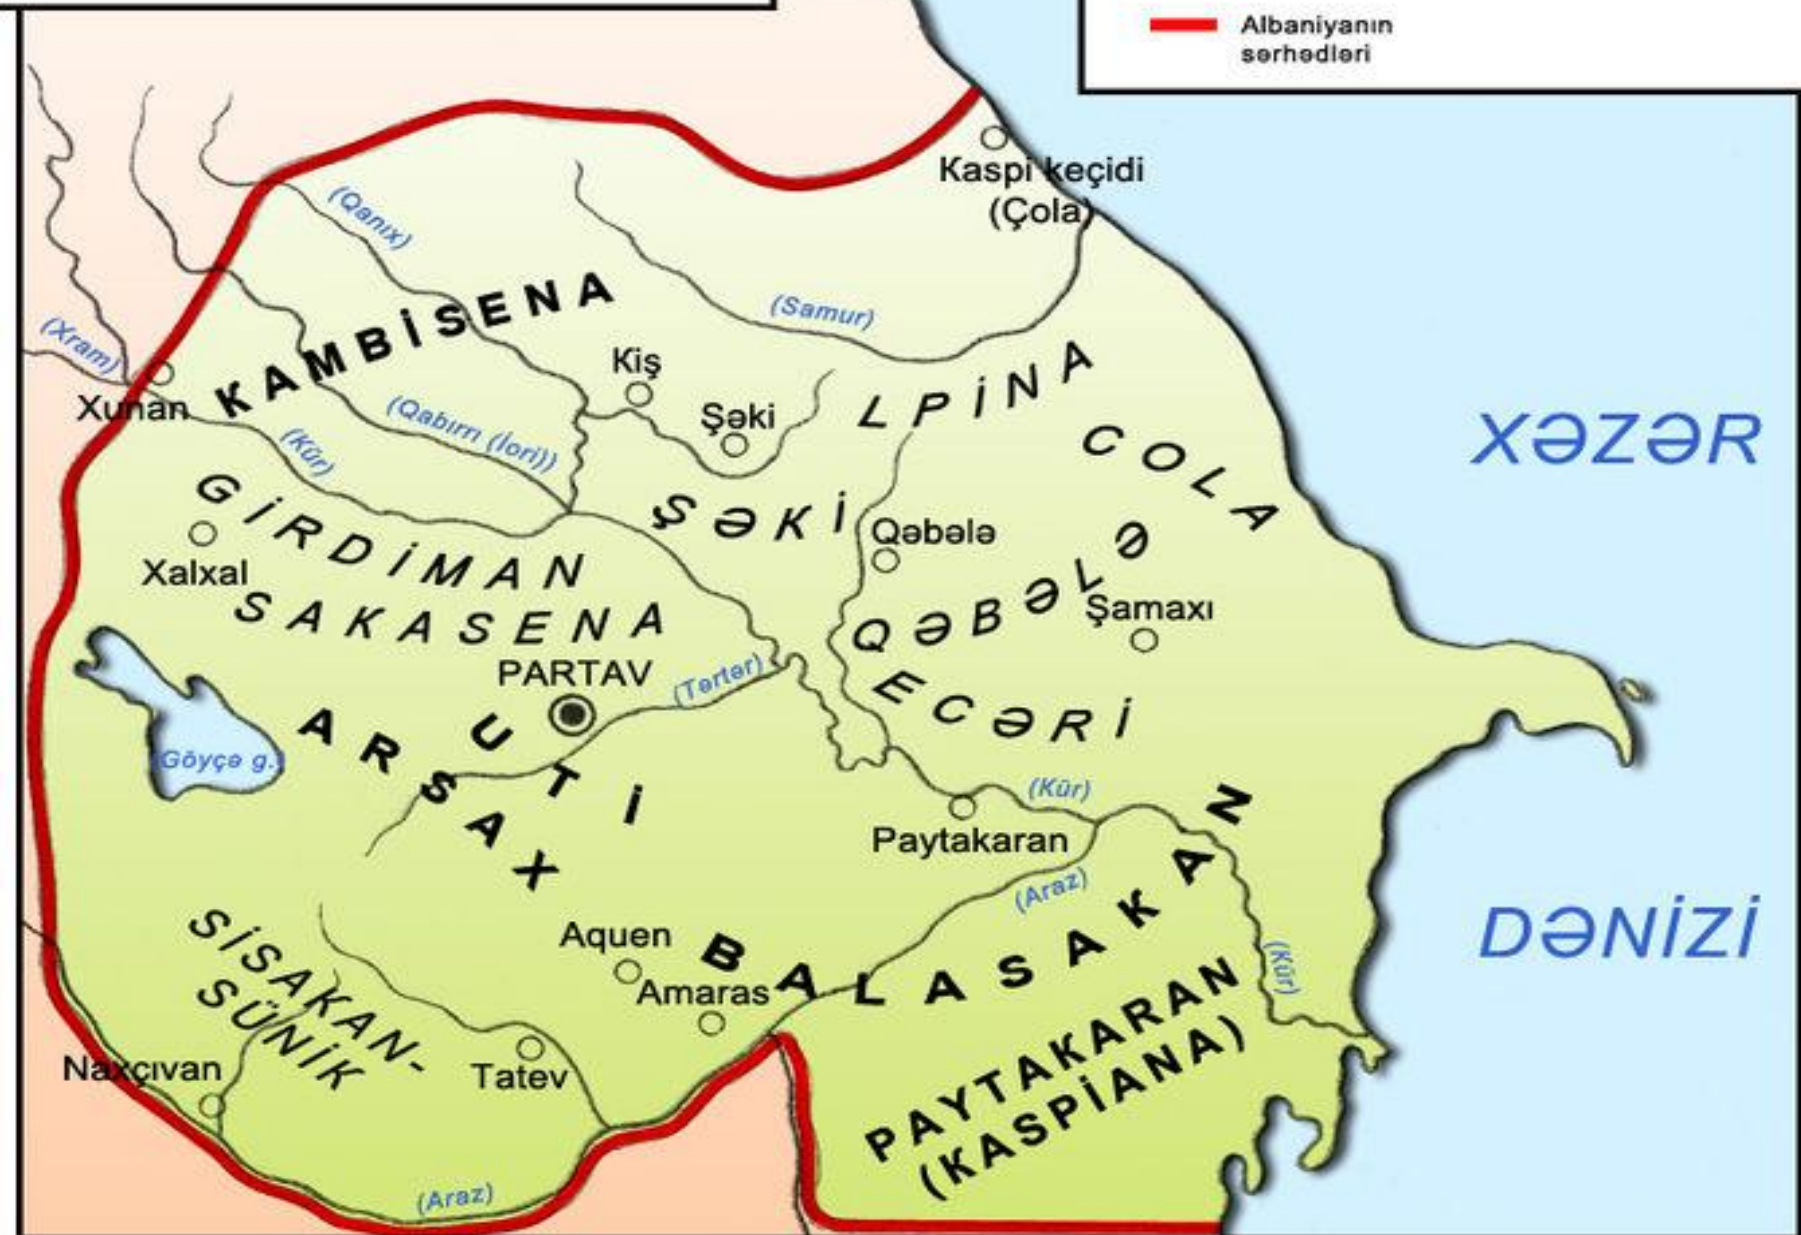 Albaniyanın
sərhədləri
Kaspi keçidi
(Çola)
(Qanıx)
KAMBİSENA
(Samur)
(Xram)
Xunan
Kiş
Şəki
LPİNA
(Qabırrı (İori))
(Kür)
COLA
XƏZƏR
GİRDİMAN
ŞƏKİ
Qəbələ
Xalxal
SAKASENA
QƏBƏLƏ
Şamaxı
PARTAV
(Tərtər)
ECƏRİ
ARSAX
UTİ
Göyçə g.)
(Kür)
Paytakaran
(Araz)
BALASAKAN
DƏNİZİ
SİSAKAN-
SÜNİK
Aquen
Amaras
(Kür)
PAYTAKARAN
(KASPİANA)
Naxçıvan
Tatev
(Araz)